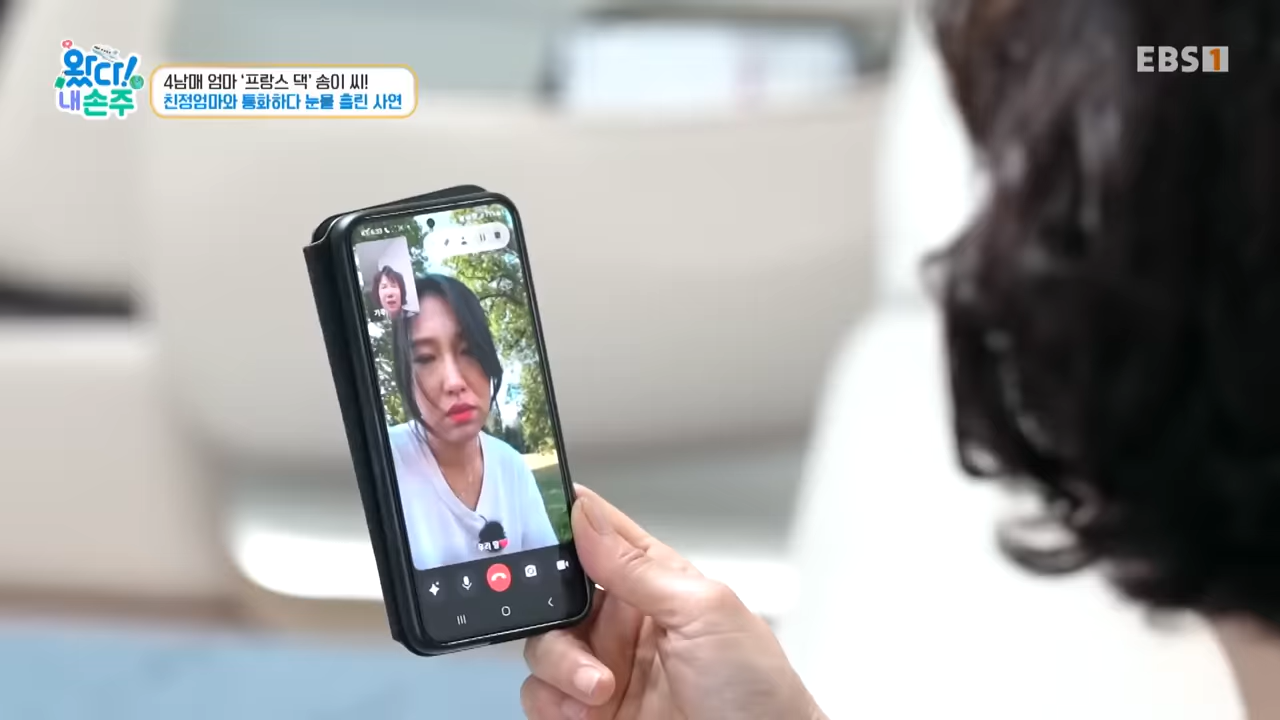 왔다!
내 손주
4남매 엄마 '프랑스 댁' 송이 씨!
친정엄마와 통화하다 눈물 흘린 사연
EBS1
우리 딸